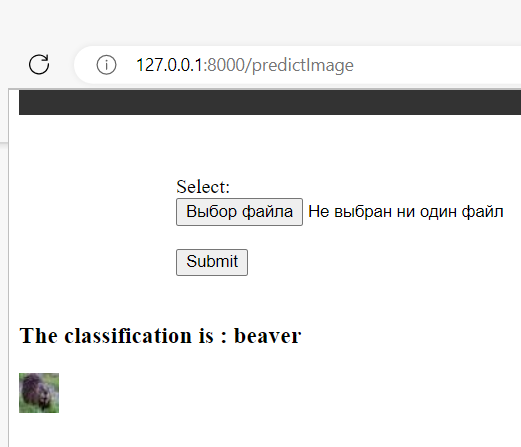 127.0.0.1:8000/predictImage
Select:
Выбор файла Не выбран ни один файл
Submit
The classification is : beaver